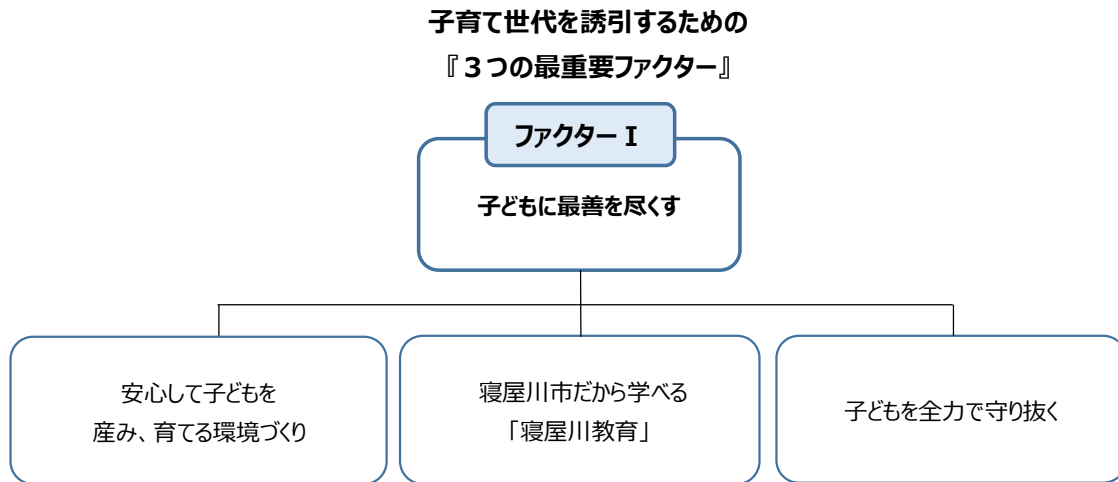 子育て世代を誘引するための
『３つの最重要ファクター』
ファクターⅠ
子どもに最善を尽くす
安心して子どもを
産み、育てる環境づくり
寝屋川市だから学べる
「寝屋川教育」
子どもを全力で守り抜く